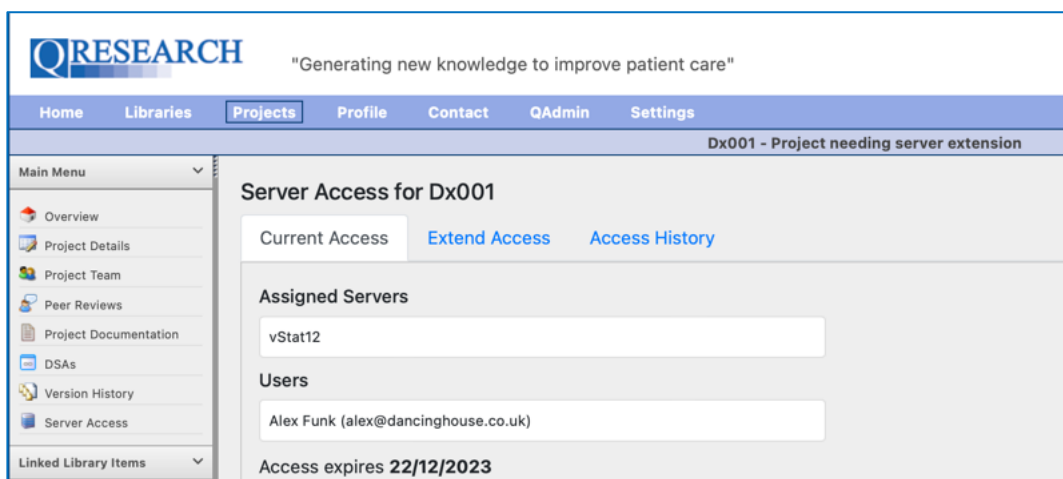 QRESEARCH
"Generating new knowledge to improve patient care"
Home Libraries Projects Profile Contact QAdmin Settings
Dx001 - Project needing server extension
Main Menu
Overview
Project Details
Project Team
Peer Reviews
Project Documentation
DSAs
Version History
Server Access
Linked Library Items
Server Access for Dx001
Current Access Extend Access Access History
Assigned Servers
vStat12
Users
Alex Funk (alex@dancinghouse.co.uk)
Access expires 22/12/2023